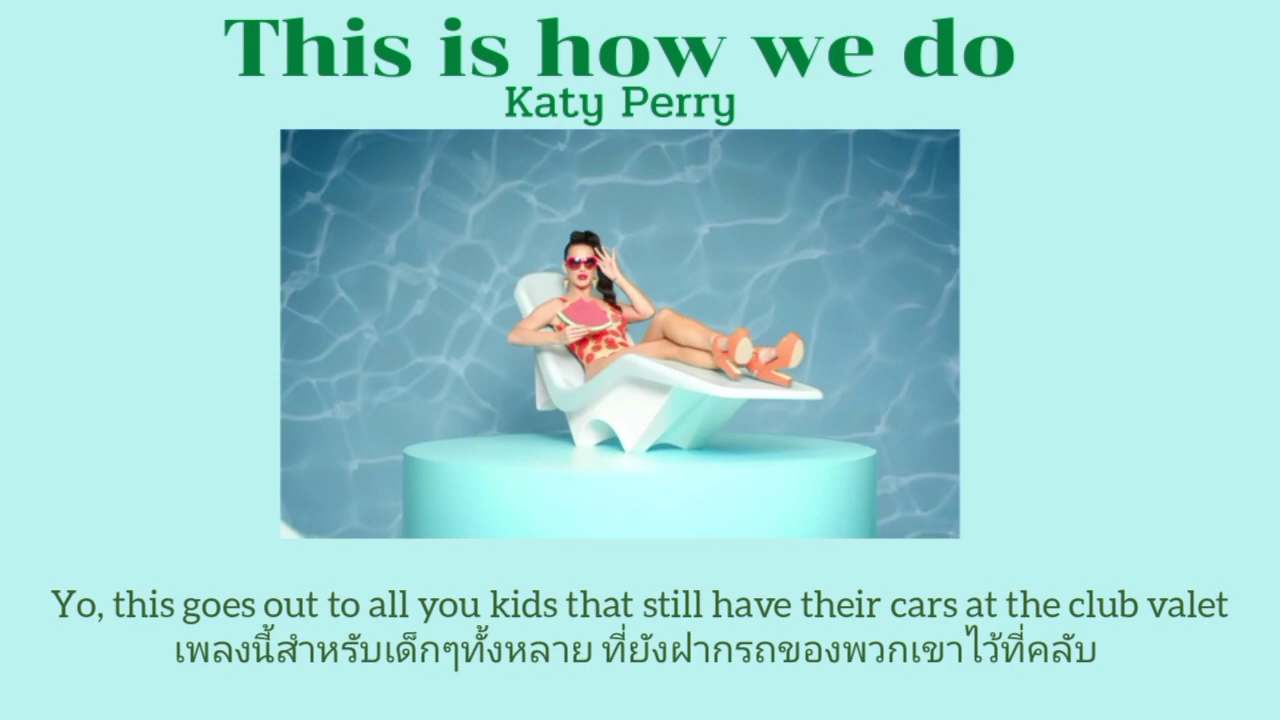 This is how we do
Katy Perry
Yo, this goes out to all you kids that still have their cars at the club valet
เพลงนี้สำหรับเด็กๆทั้งหลาย ที่ยังฝากรถของพวกเขาไว้ที่คลับ